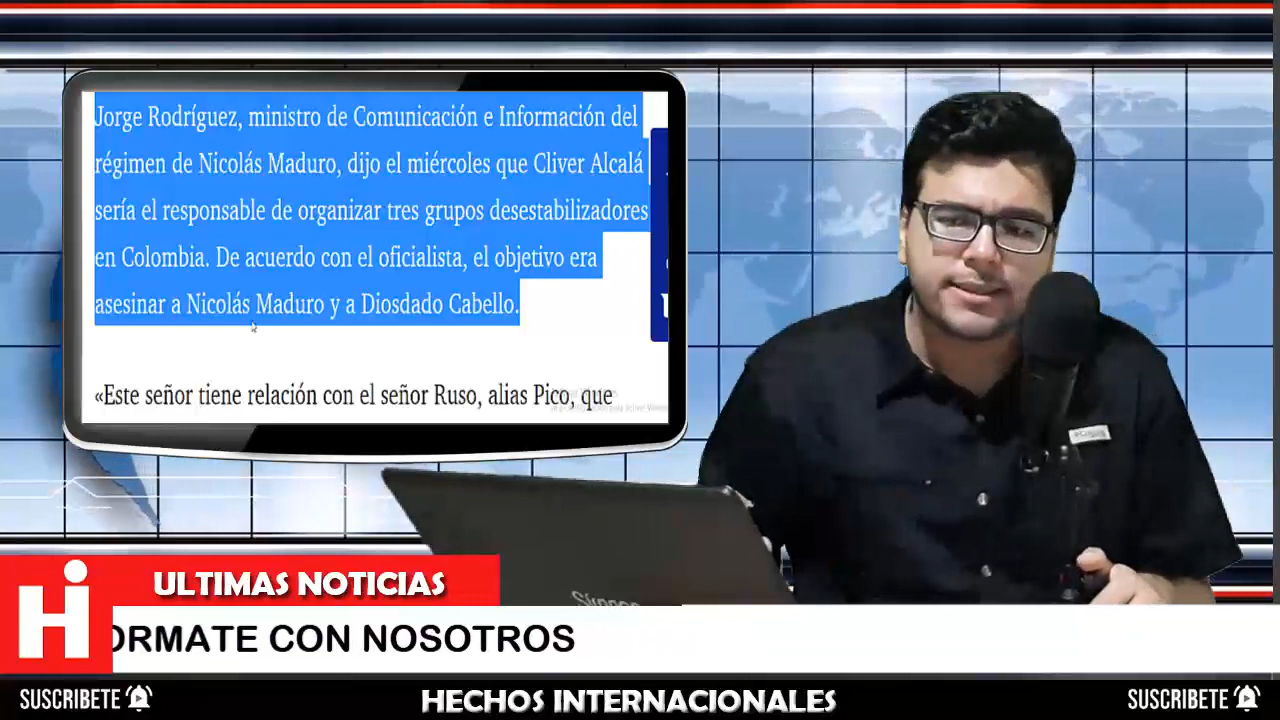 Jorge Rodríguez, ministro de Comunicación e Información del
régimen de Nicolás Maduro, dijo el miércoles que Cliver Alcalá
sería el responsable de organizar tres grupos desestabilizadores
en Colombia. De acuerdo con el oficialista, el objetivo era
asesinar a Nicolás Maduro y a Diosdado Cabello.
«Este señor tiene relación con el señor Ruso, alias Pico, que
Hi
ULTIMAS NOTICIAS
ORMATE CON NOSOTROS
SUSCRIBETE
HECHOS INTERNACIONALES
SUSCRIBETE